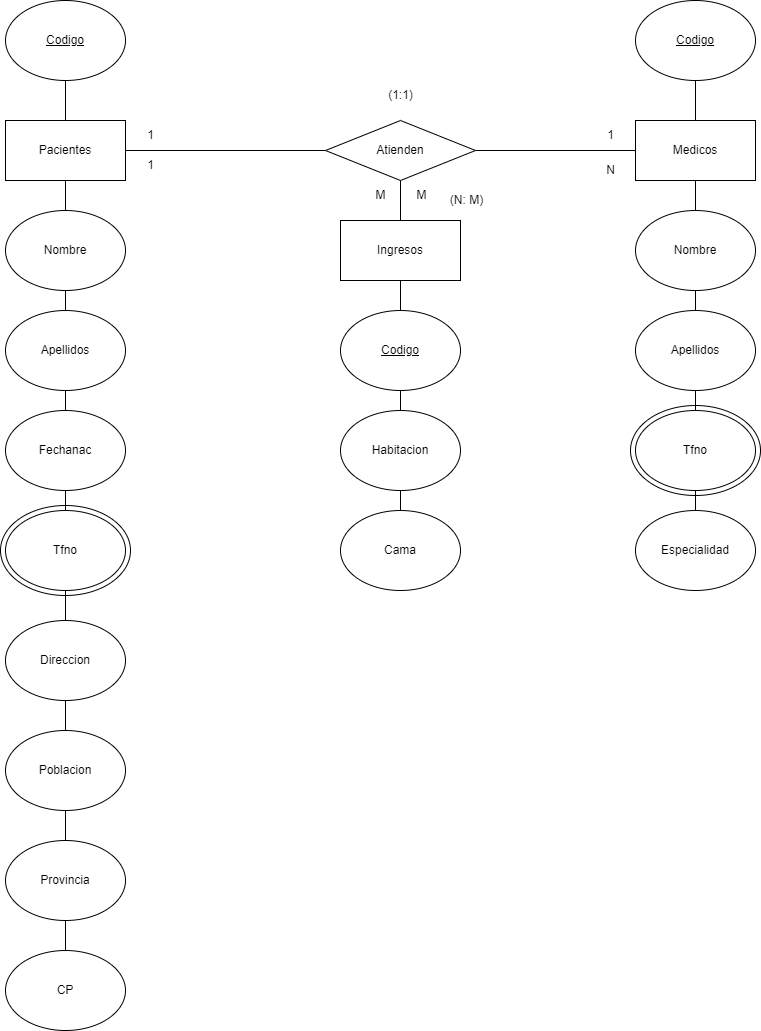 Codigo
Codigo
(1:1)
Pacientes
1
1
Atienden
1
N
Medicos
M
M
(N: M)
Nombre
Ingresos
Nombre
Apellidos
Codigo
Apellidos
Fechanac
Habitacion
Tfno
Tfno
Cama
Especialidad
Direccion
Poblacion
Provincia
CP